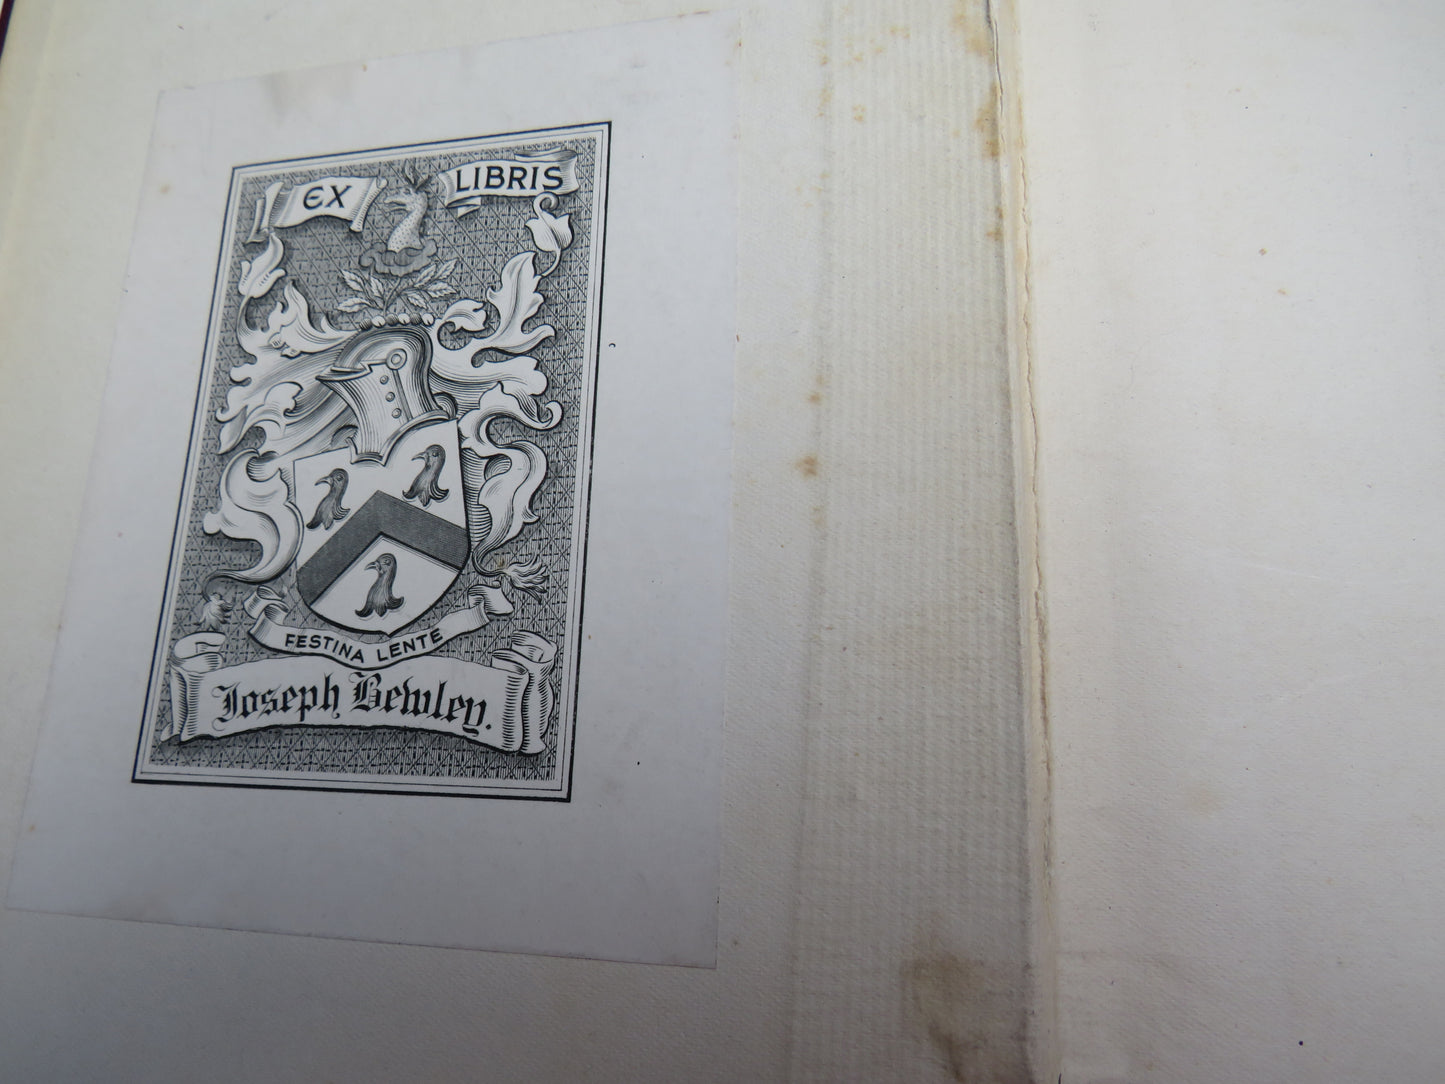 EX LIBRIS
FESTINA LENTE
Joseph Bewley.